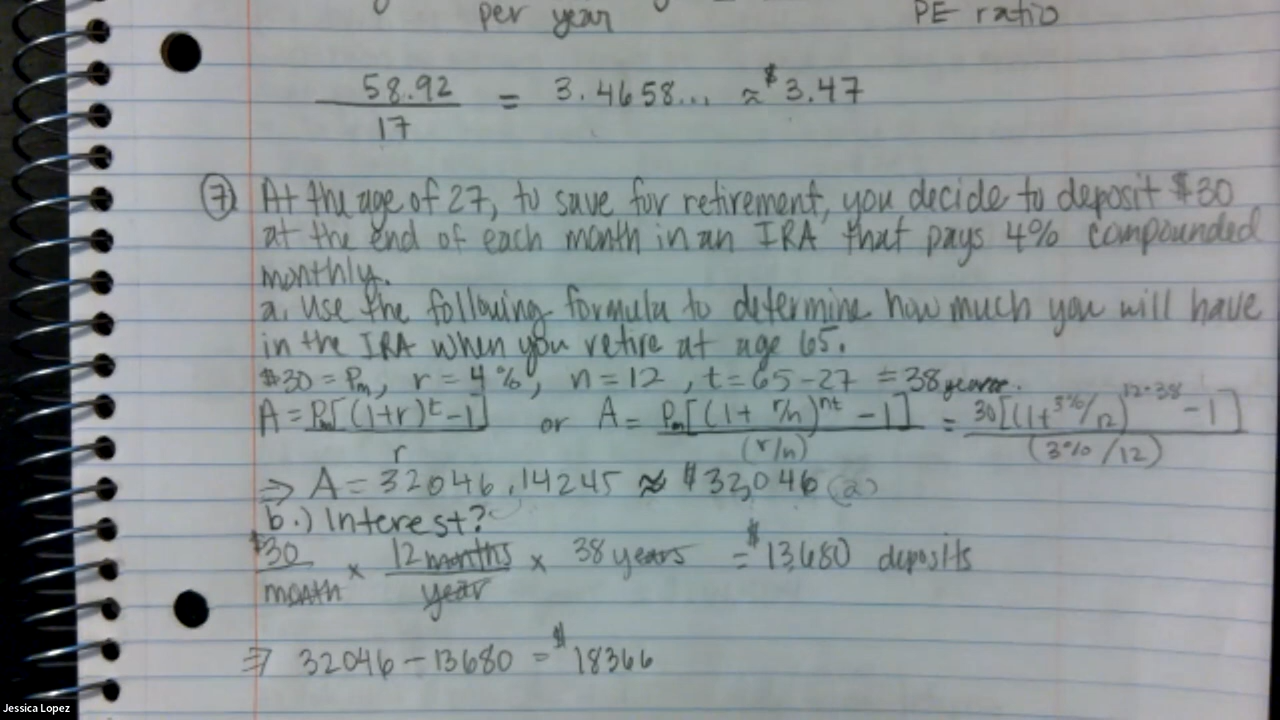 per year PE ratio
58.92 = 3.4658... ≈ $3.47
17
⑦ At the age of 27, to save for retirement, you decide to deposit $30
at the end of each month in an IRA that pays 4% compounded
monthly.
a. Use the following formula to determine how much you will have
in the IRA when you retire at age 65.
$30 = Pm, r = 4%, n = 12, t = 65-27 = 38 years.
A = Pm[(1+r)^t -1] or A = Pm[(1+ r/n)^nt -1] = 30[(1+3%/12)^12·38 -1]
r (r/n) (3%/12)
⇒ A = 32046.14245 ≈ $32,046 (a)
b.) Interest?
$30 × 12 months × 38 years = $13,680 deposits
month year
⇒ 32046 - 13680 = $18366
Jessica Lopez